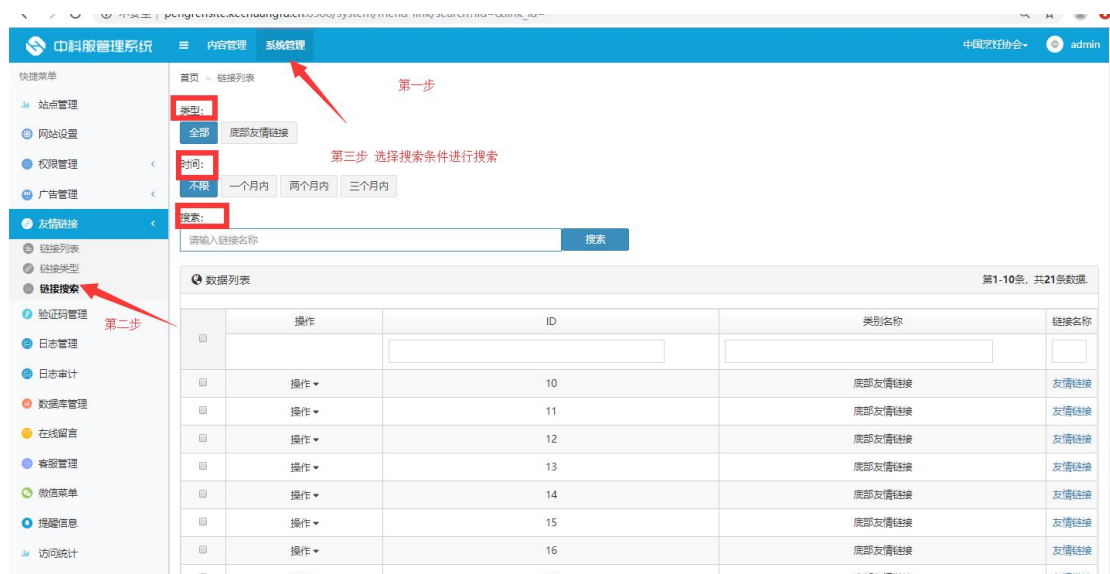 中科服管理系统 内容管理 系统管理 中国烹饪协会 admin
快捷菜单
首页 > 链接列表
第一步
站点管理
类型:
网站设置
全部 底部友情链接
权限管理
第三步 选择搜索条件进行搜索
时间:
广告管理
不限 一个月内 两个月内 三个月内
友情链接
搜索:
链接列表
请输入链接名称 搜索
链接类型
链接搜索
数据列表 第1-10条, 共21条数据.
验证码管理
第二步
操作 ID 类别名称 链接名称
日志管理
日志审计
操作 10 底部友情链接 友情链接
数据库管理
操作 11 底部友情链接 友情链接
在线留言
操作 12 底部友情链接 友情链接
客服管理
操作 13 底部友情链接 友情链接
微信菜单
操作 14 底部友情链接 友情链接
提醒信息
操作 15 底部友情链接 友情链接
访问统计
操作 16 底部友情链接 友情链接